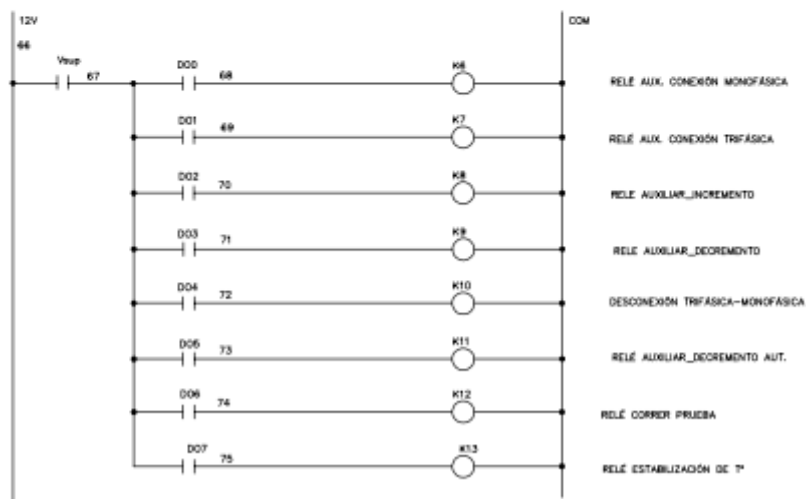 12V COM
66
Vsup 67 DO0 68 K6 RELÉ AUX. CONEXIÓN MONOFÁSICA
DO1 69 K7 RELÉ AUX. CONEXIÓN TRIFÁSICA
DO2 70 K8 RELE AUXILIAR_INCREMENTO
DO3 71 K9 RELE AUXILIAR_DECREMENTO
DO4 72 K10 DESCONEXIÓN TRIFÁSICA-MONOFÁSICA
DO5 73 K11 RELÉ AUXILIAR_DECREMENTO AUT.
DO6 74 K12 RELÉ CORRER PRUEBA
DO7 75 K13 RELÉ ESTABILIZACIÓN DE Tª